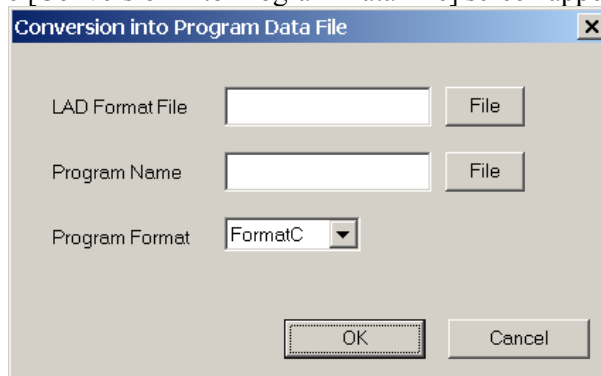 Conversion into Program Data File
LAD Format File
File
Program Name
File
Program Format
FormatC
OK
Cancel